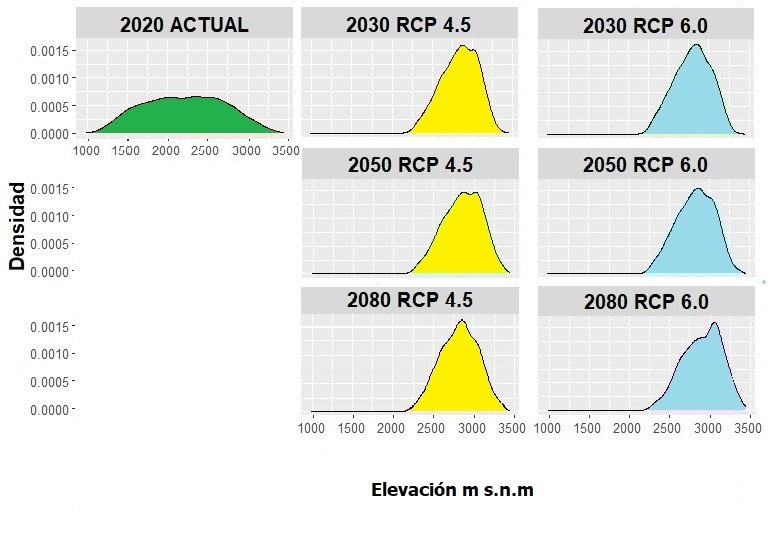 2020 ACTUAL 2030 RCP 4.5 2030 RCP 6.0
0.0015
0.0010
0.0005
0.0000
1000 1500 2000 2500 3000 3500
2050 RCP 4.5 2050 RCP 6.0
0.0015
0.0010
0.0005
0.0000
Densidad
2080 RCP 4.5 2080 RCP 6.0
0.0015
0.0010
0.0005
0.0000
1000 1500 2000 2500 3000 3500 1000 1500 2000 2500 3000 3500
Elevación m s.n.m